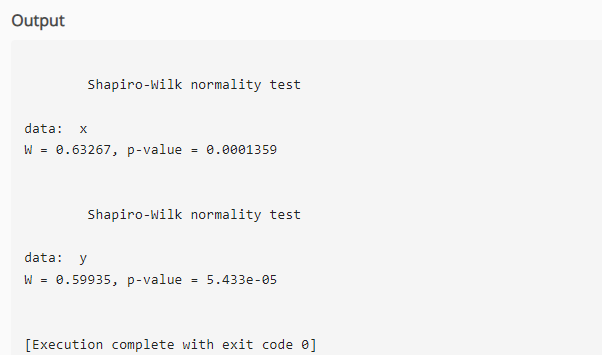 Output
Shapiro-Wilk normality test
data:  x
W = 0.63267, p-value = 0.0001359
Shapiro-Wilk normality test
data:  y
W = 0.59935, p-value = 5.433e-05
[Execution complete with exit code 0]